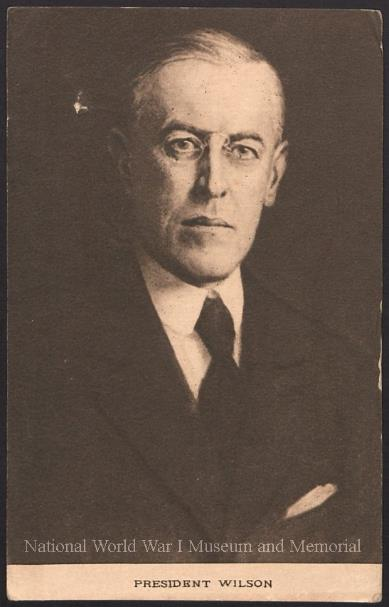 National World War I Museum and Memorial
PRESIDENT WILSON